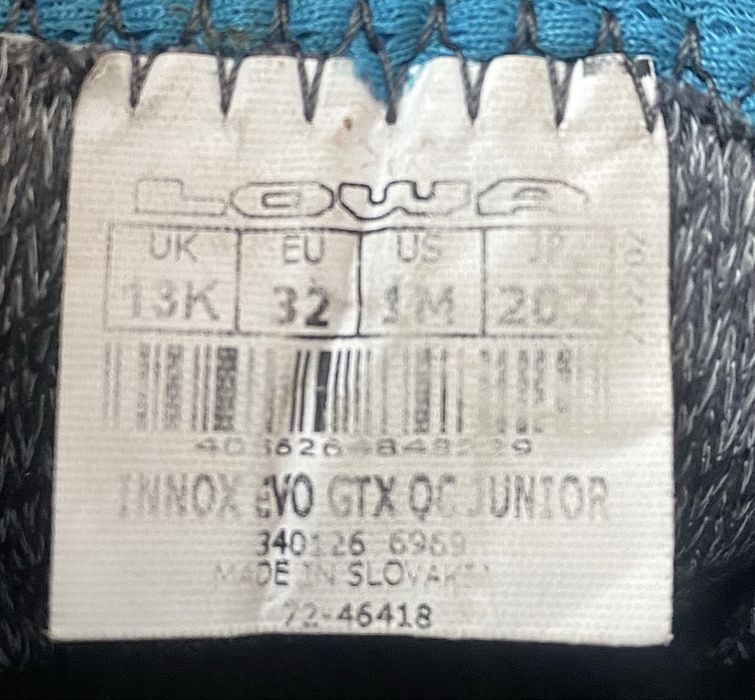 LOWA
UK EU US JP
13K 32 1M
INNOX EVO GTX QC JUNIOR
340126 6969
MADE IN SLOVAKIA
72-46418